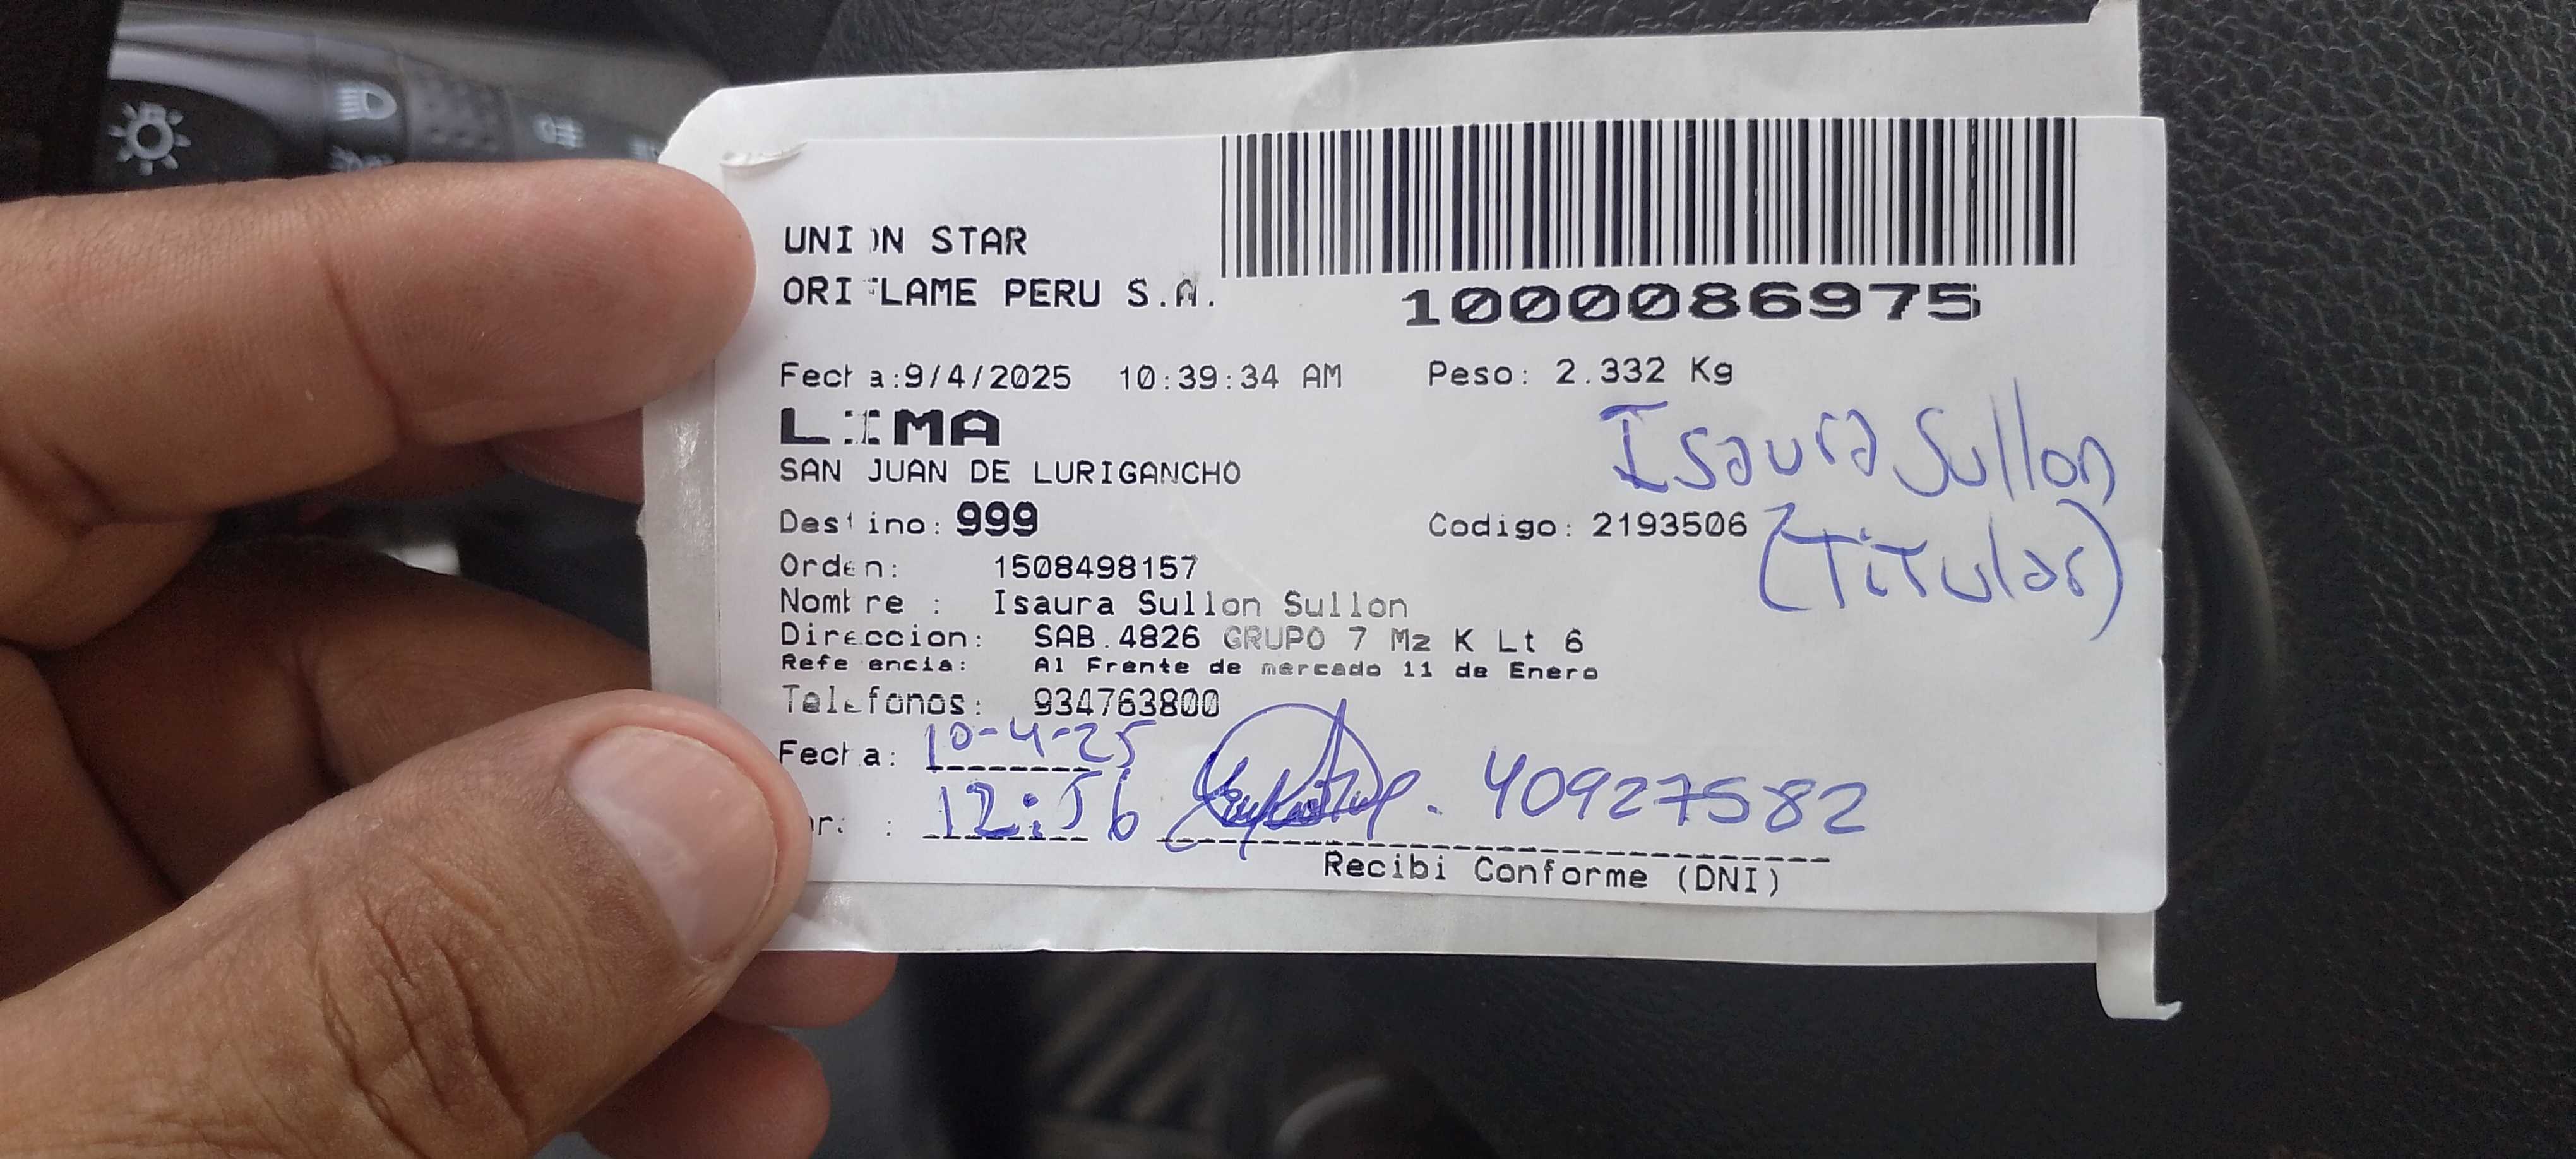 UNION STAR
ORIFLAME PERU S.A.
1000086975
Fecha:9/4/2025 10:39:34 AM Peso: 2.332 Kg
LIMA
Isaura Sullon
SAN JUAN DE LURIGANCHO
Destino: 999 Codigo: 2193506
(Titular)
Orden: 1508498157
Nombre : Isaura Sullon Sullon
Direccion: SAB.4826 GRUPO 7 Mz K Lt 6
Referencia: Al Frente de mercado 11 de Enero
Telefonos: 934763800
Fecha: 10-4-25
12:56 40927582
Recibi Conforme (DNI)